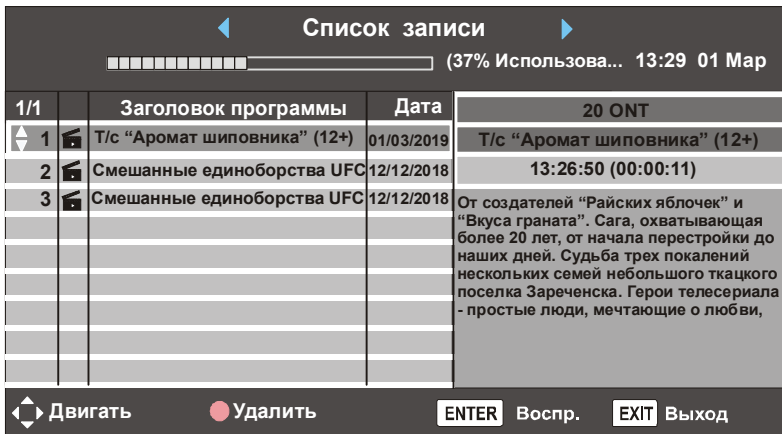 Список записи
(37% Использова... 13:29 01 Мар
1/1 Заголовок программы Дата
1 Т/с “Аромат шиповника” (12+) 01/03/2019
2 Смешанные единоборства UFC 12/12/2018
3 Смешанные единоборства UFC 12/12/2018
20 ONT
Т/с “Аромат шиповника” (12+)
13:26:50 (00:00:11)
От создателей “Райских яблочек” и
“Вкуса граната”. Сага, охватывающая
более 20 лет, от начала перестройки до
наших дней. Судьба трех покалений
нескольких семей небольшого ткацкого
поселка Зареченска. Герои телесериала
- простые люди, мечтающие о любви,
Двигать Удалить ENTER Воспр. EXIT Выход